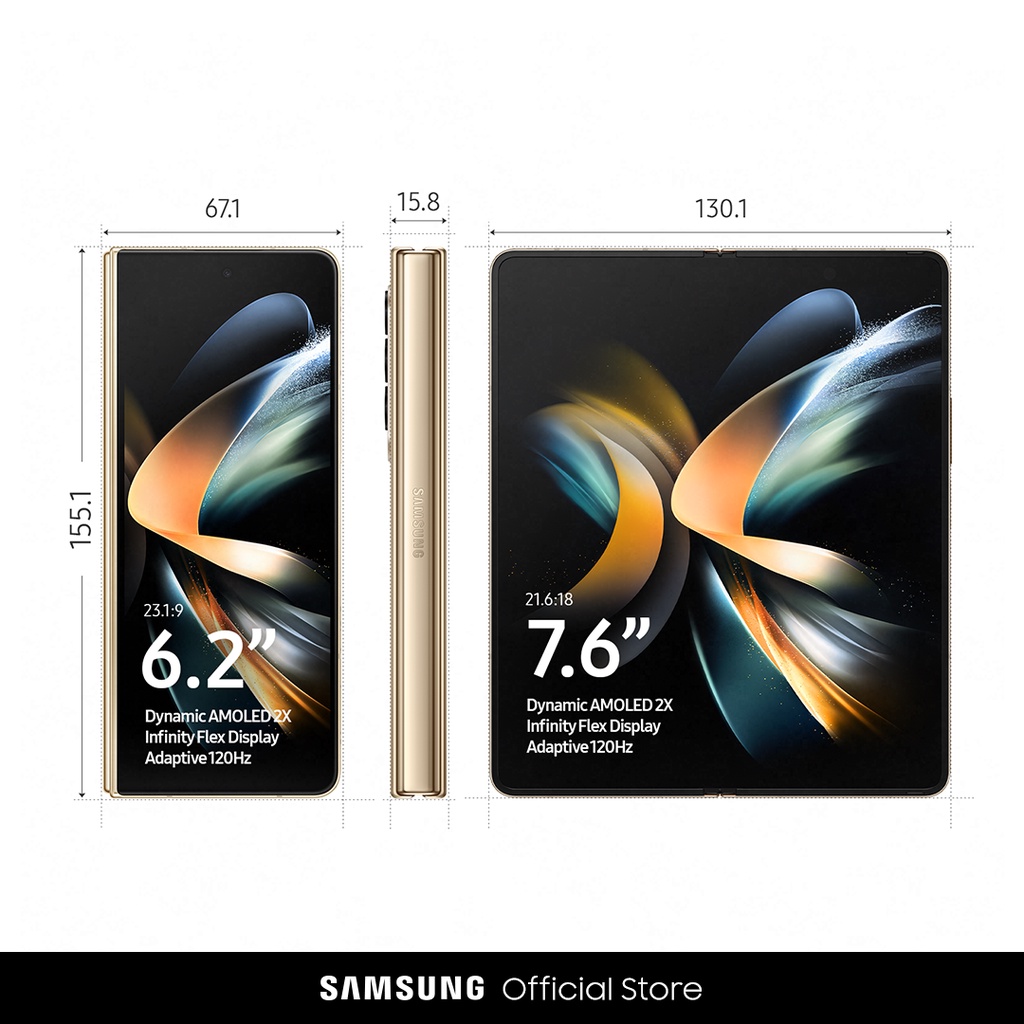 67.1
15.8
130.1
155.1
SAMSUNG
23.1:9
6.2”
Dynamic AMOLED 2X
Infinity Flex Display
Adaptive 120Hz
21.6:18
7.6”
Dynamic AMOLED 2X
Infinity Flex Display
Adaptive 120Hz
SAMSUNG Official Store